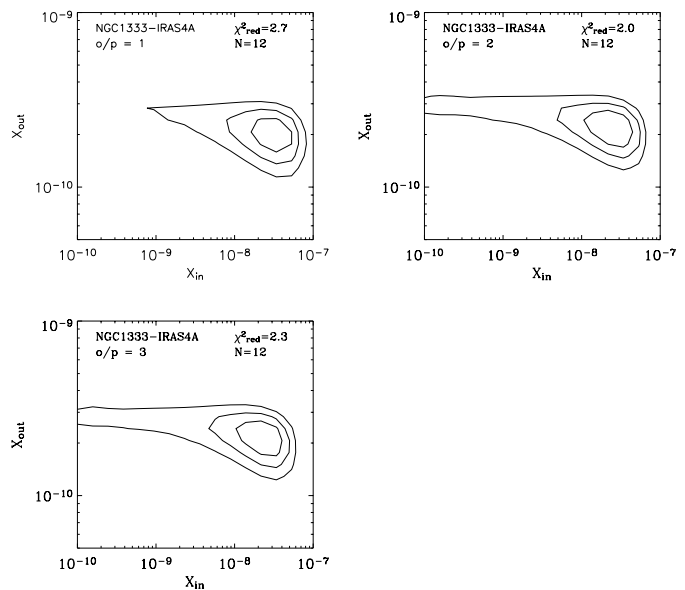 NGC1333−IRAS4A χ²red=2.7
o/p = 1 N=12
10⁻⁹
Xout
10⁻¹⁰
10⁻¹⁰ 10⁻⁹ 10⁻⁸ 10⁻⁷
Xin
NGC1333−IRAS4A χ²red=2.0
o/p = 2 N=12
10⁻⁹
Xout
10⁻¹⁰
10⁻¹⁰ 10⁻⁹ 10⁻⁸ 10⁻⁷
Xin
NGC1333−IRAS4A χ²red=2.3
o/p = 3 N=12
10⁻⁹
Xout
10⁻¹⁰
10⁻¹⁰ 10⁻⁹ 10⁻⁸ 10⁻⁷
Xin